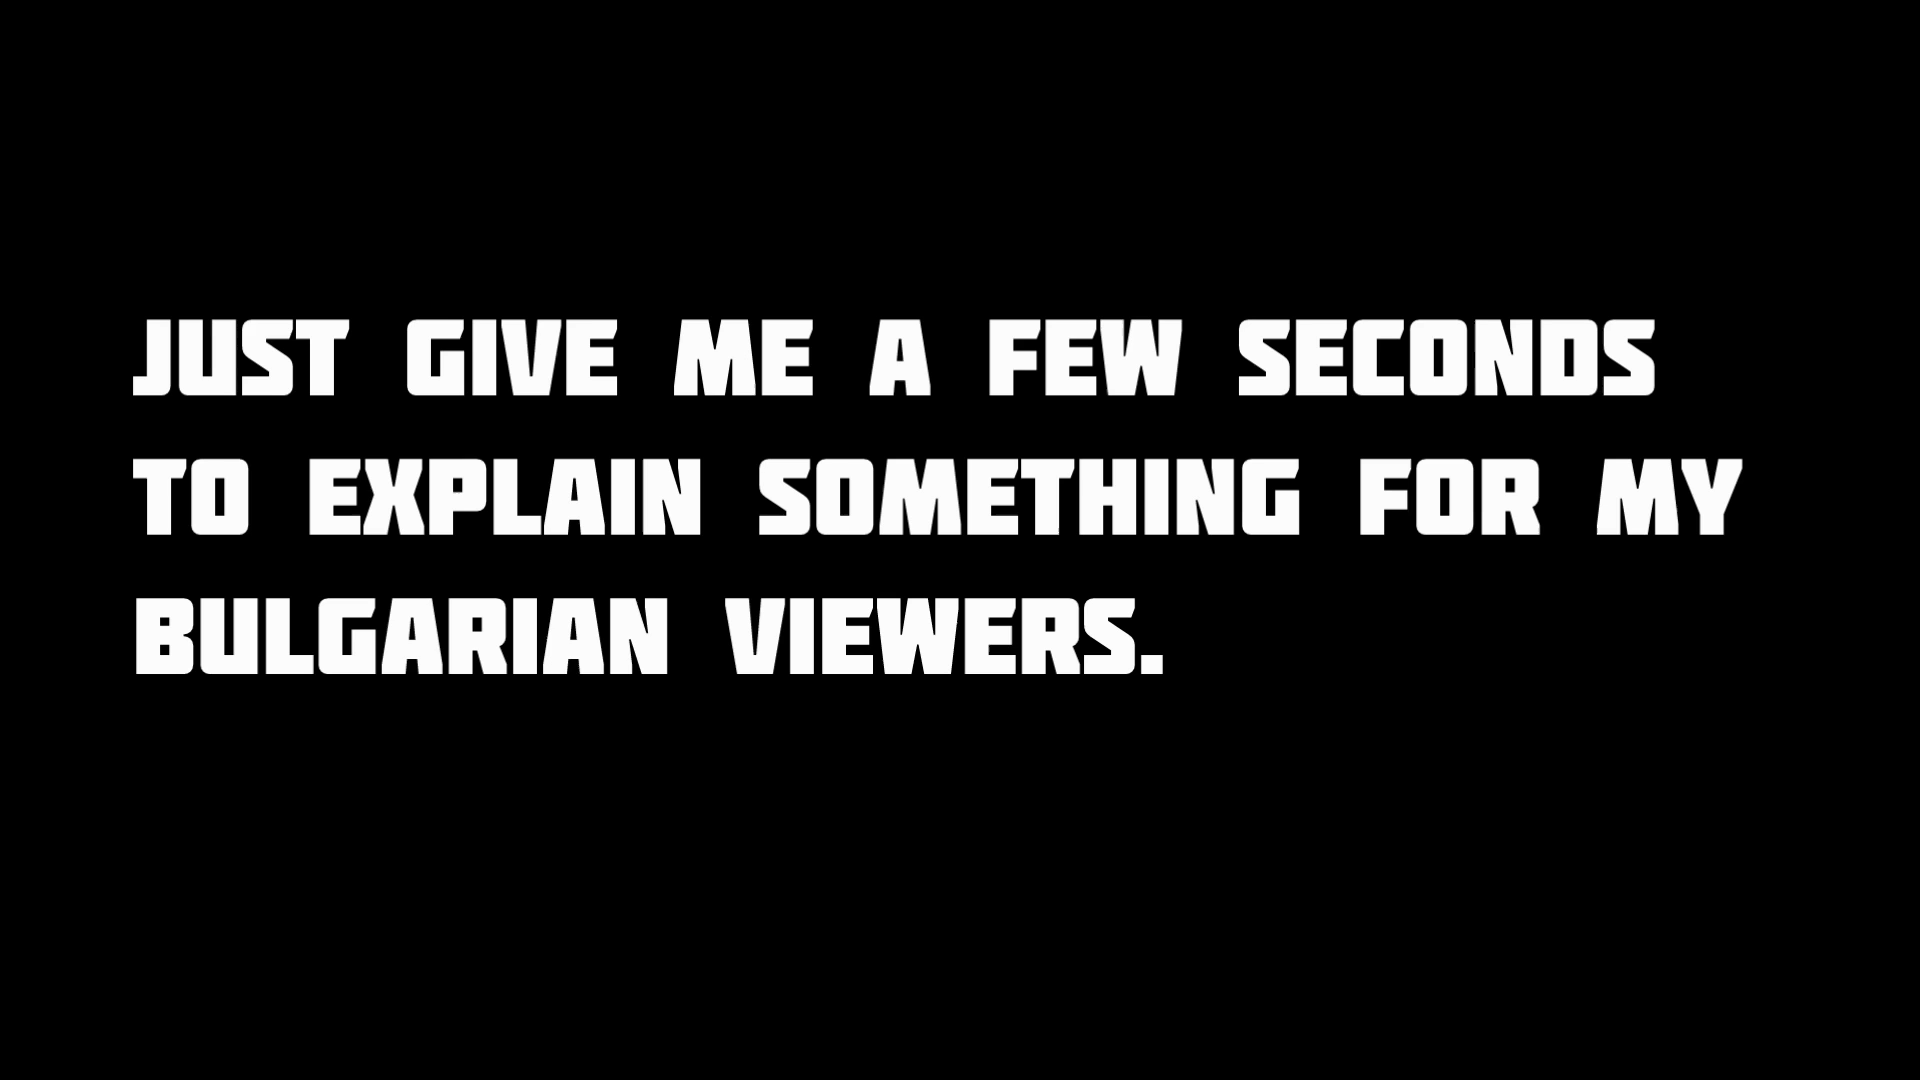 JUST GIVE ME A FEW SECONDS
TO EXPLAIN SOMETHING FOR MY
BULGARIAN VIEWERS.